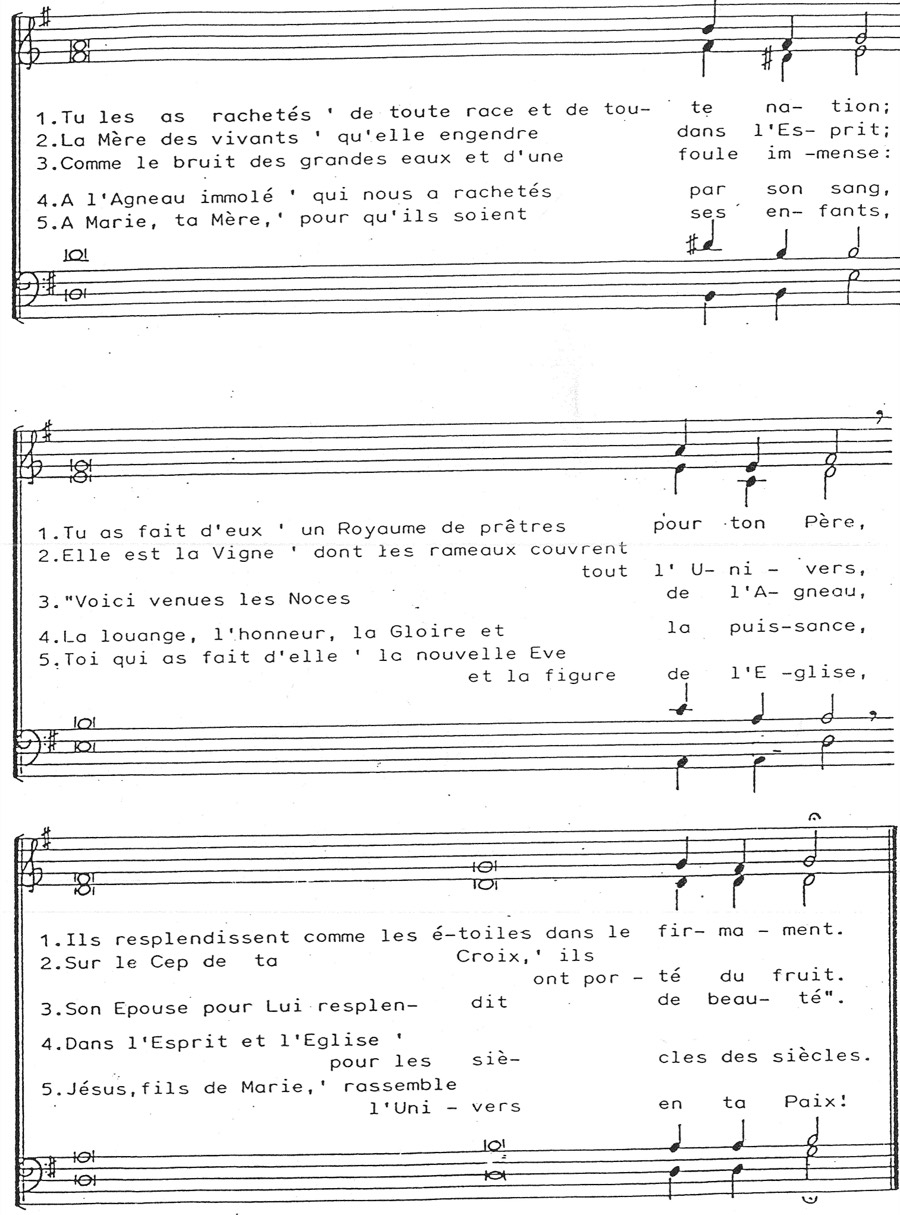 1.Tu les as rachetés ' de toute race et de tou- te na- tion;
2.La Mère des vivants ' qu'elle engendre dans l'Es- prit;
3.Comme le bruit des grandes eaux et d'une foule im -mense:
4.A l'Agneau immolé ' qui nous a rachetés par son sang,
5.A Marie, ta Mère,' pour qu'ils soient ses en- fants,
1.Tu as fait d'eux ' un Royaume de prêtres pour ton Père,
2.Elle est la Vigne ' dont les rameaux couvrent
tout l' U- ni - vers,
3."Voici venues les Noces de l'A- gneau,
4.La louange, l'honneur, la Gloire et la puis-sance,
5.Toi qui as fait d'elle ' la nouvelle Eve
et la figure de l'E -glise,
1.Ils resplendissent comme les é-toiles dans le fir- ma - ment.
2.Sur le Cep de ta Croix,' ils
ont por - té du fruit.
3.Son Epouse pour Lui resplen- dit de beau- té".
4.Dans l'Esprit et l'Eglise '
pour les siè- cles des siècles.
5.Jésus,fils de Marie,' rassemble
l'Uni - vers en ta Paix!